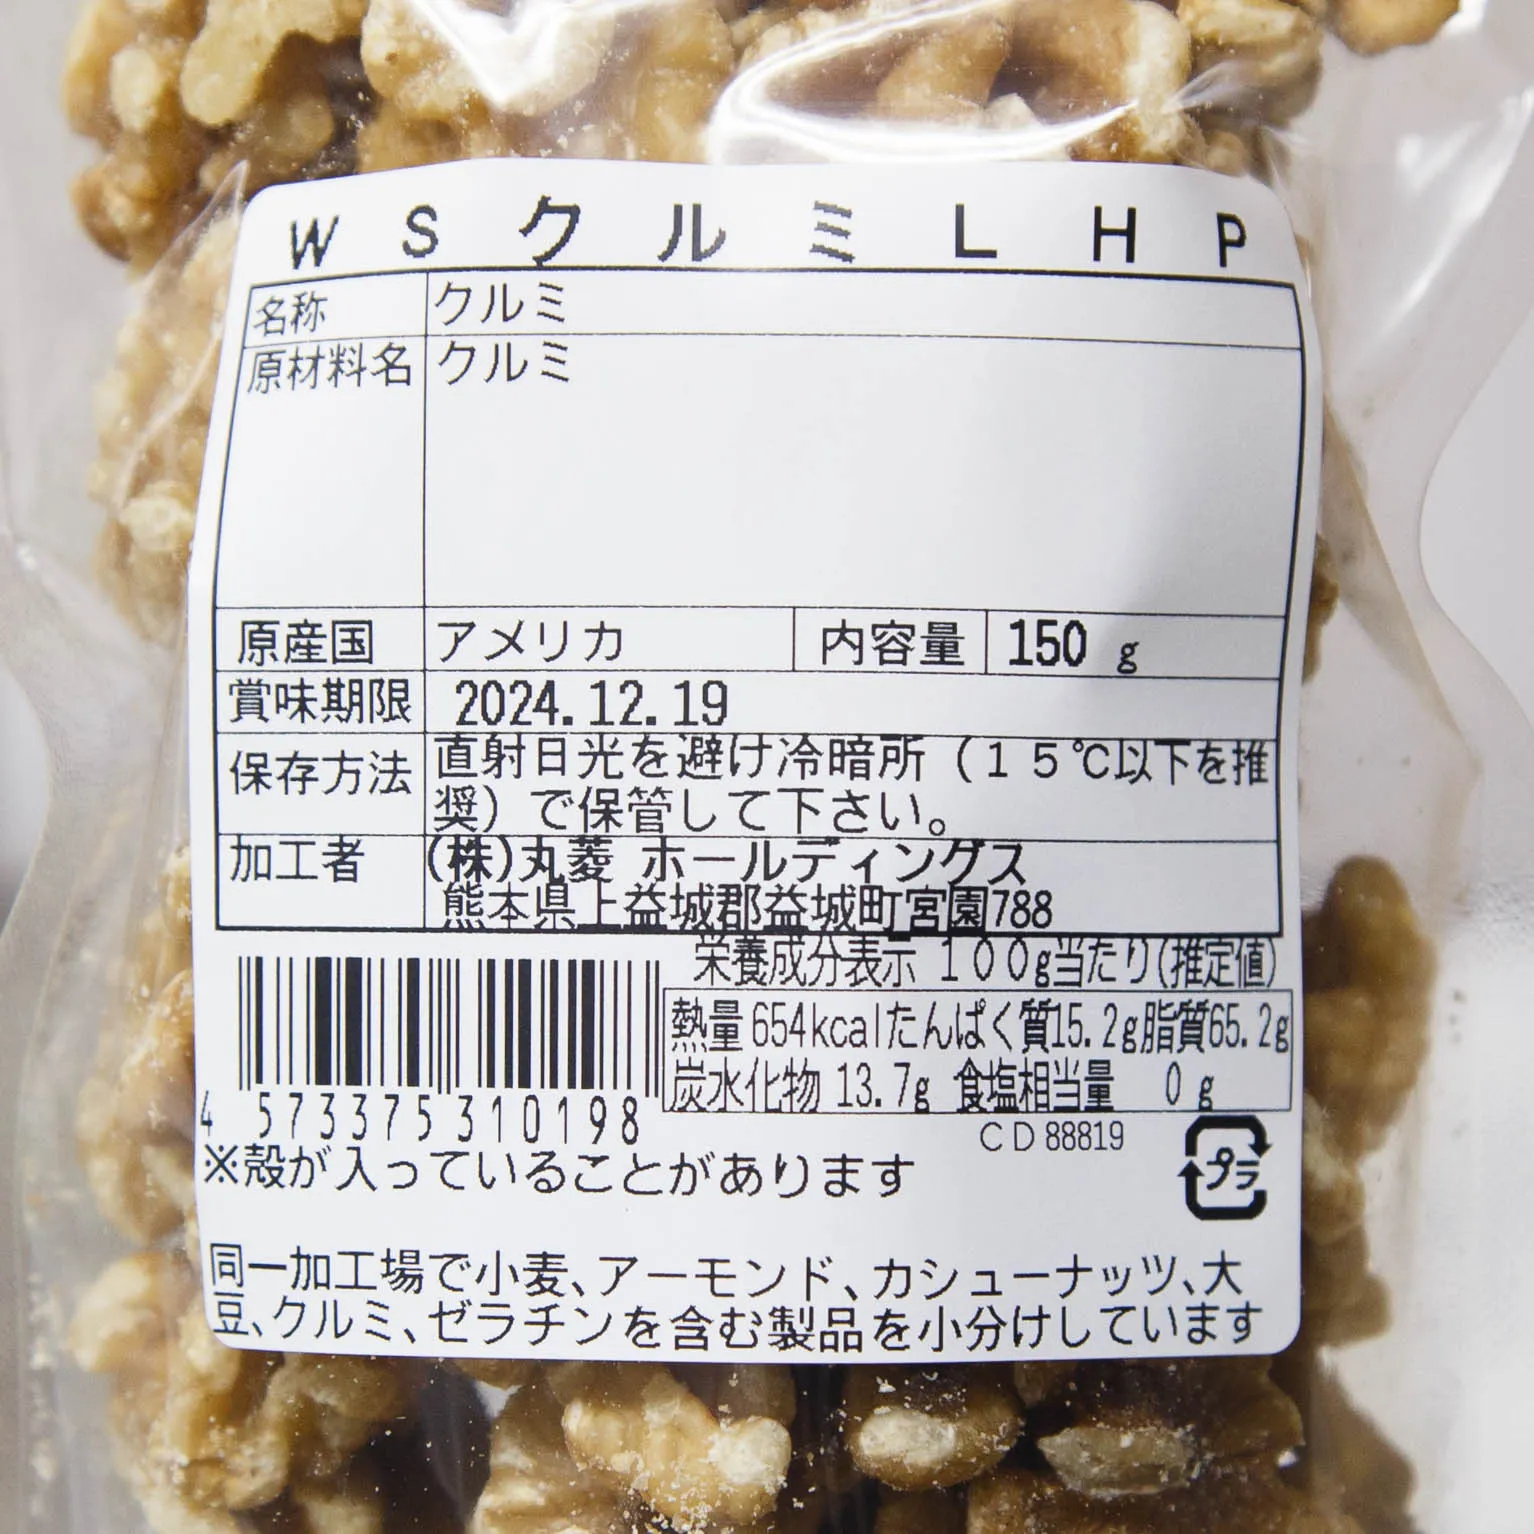 WSクルミLHP
名称 クルミ
原材料名 クルミ
原産国 アメリカ 内容量 150 g
賞味期限 2024.12.19
保存方法 直射日光を避け冷暗所（１５℃以下を推
奨）で保管して下さい。
加工者 (株)丸菱 ホールディングス
熊本県上益城郡益城町宮園788
栄養成分表示 100g当たり(推定値)
熱量 654kcalたんぱく質15.2g脂質65.2g
炭水化物 13.7g 食塩相当量 0 g
4 573375 310198
CD 88819
プラ
※殻が入っていることがあります
同一加工場で小麦、アーモンド、カシューナッツ、大
豆、クルミ、ゼラチンを含む製品を小分けしています